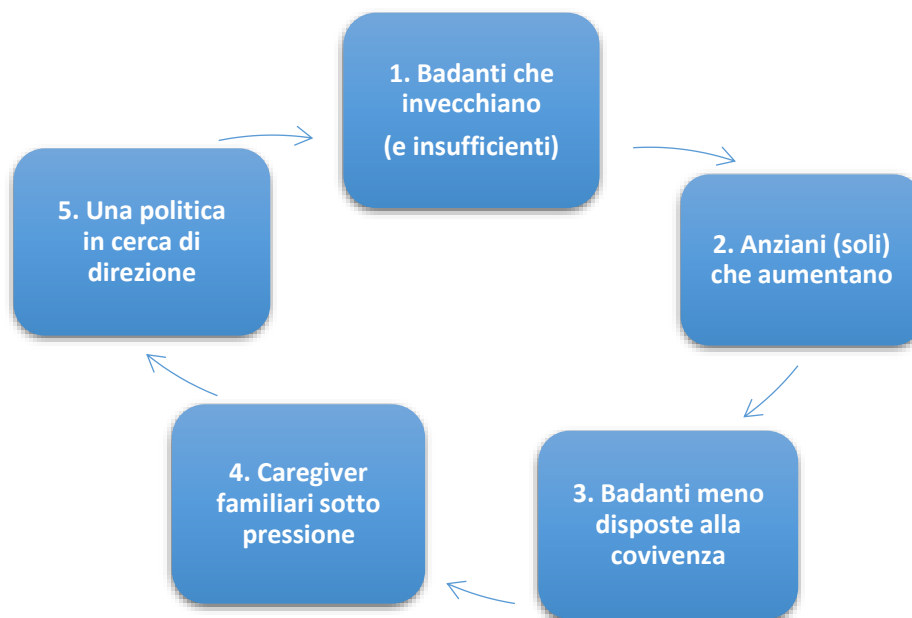 1. Badanti che
invecchiano
(e insufficienti)
2. Anziani (soli)
che aumentano
3. Badanti meno
disposte alla
covivenza
4. Caregiver
familiari sotto
pressione
5. Una politica
in cerca di
direzione